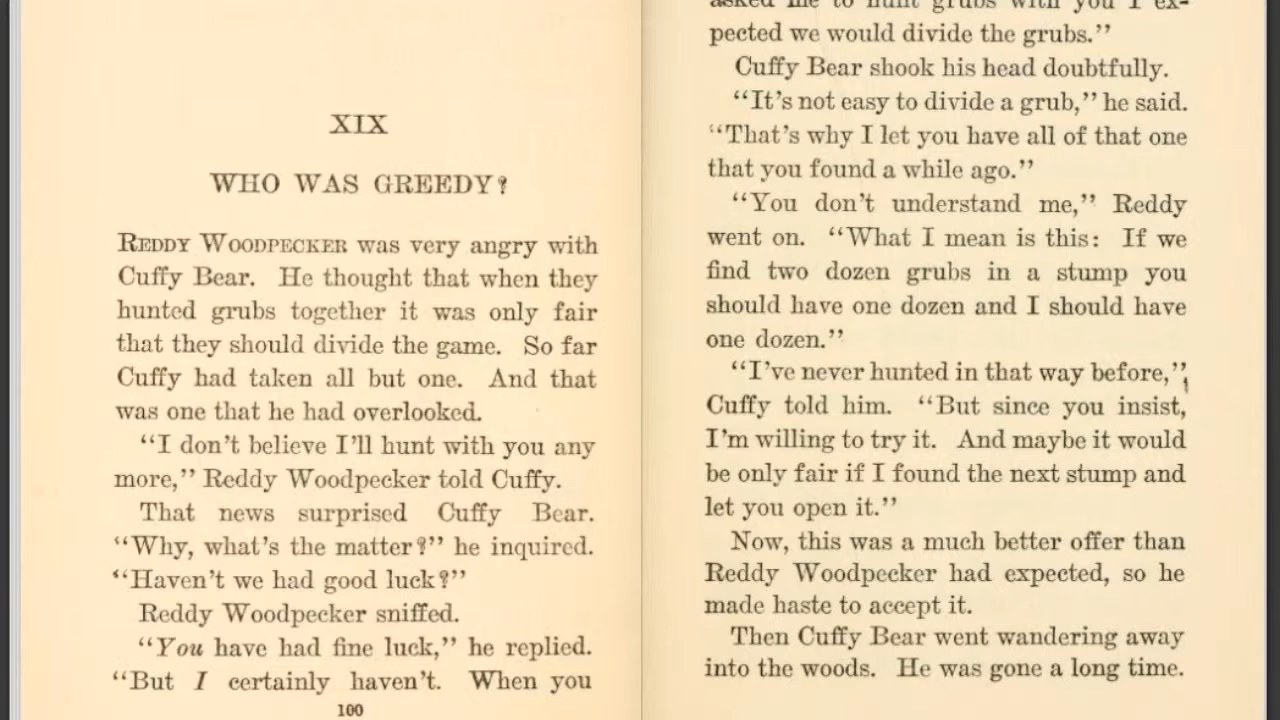 XIX
WHO WAS GREEDY?
REDDY WOODPECKER was very angry with
Cuffy Bear. He thought that when they
hunted grubs together it was only fair
that they should divide the game. So far
Cuffy had taken all but one. And that
was one that he had overlooked.
“I don’t believe I’ll hunt with you any
more,” Reddy Woodpecker told Cuffy.
That news surprised Cuffy Bear.
“Why, what’s the matter?” he inquired.
“Haven’t we had good luck?”
Reddy Woodpecker sniffed.
“You have had fine luck,” he replied.
“But I certainly haven’t. When you
100
asked me to hunt grubs with you I ex-
pected we would divide the grubs.”
Cuffy Bear shook his head doubtfully.
“It’s not easy to divide a grub,” he said.
“That’s why I let you have all of that one
that you found a while ago.”
“You don’t understand me,” Reddy
went on. “What I mean is this: If we
find two dozen grubs in a stump you
should have one dozen and I should have
one dozen.”
“I’ve never hunted in that way before,”
Cuffy told him. “But since you insist,
I’m willing to try it. And maybe it would
be only fair if I found the next stump and
let you open it.”
Now, this was a much better offer than
Reddy Woodpecker had expected, so he
made haste to accept it.
Then Cuffy Bear went wandering away
into the woods. He was gone a long time.